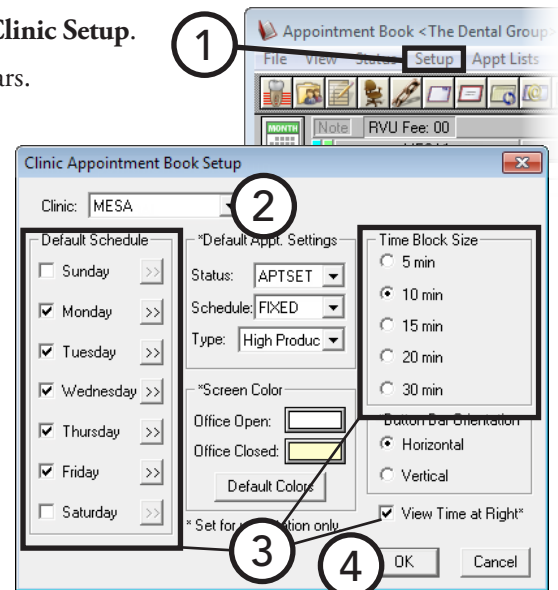 Clinic Setup.
ars.
1
Appointment Book <The Dental Group>
File View Status Setup Appt Lists
MONTH Note RVU Fee: 00
Clinic Appointment Book Setup
Clinic: MESA
2
Default Schedule
Sunday >>
Monday >>
Tuesday >>
Wednesday >>
Thursday >>
Friday >>
Saturday >>
*Default Appt. Settings
Status: APTSET
Schedule: FIXED
Type: High Produc
*Screen Color
Office Open:
Office Closed:
Default Colors
* Set for only
Time Block Size
5 min
10 min
15 min
20 min
30 min
Button Bar Orientation
Horizontal
Vertical
View Time at Right*
3
4
OK Cancel